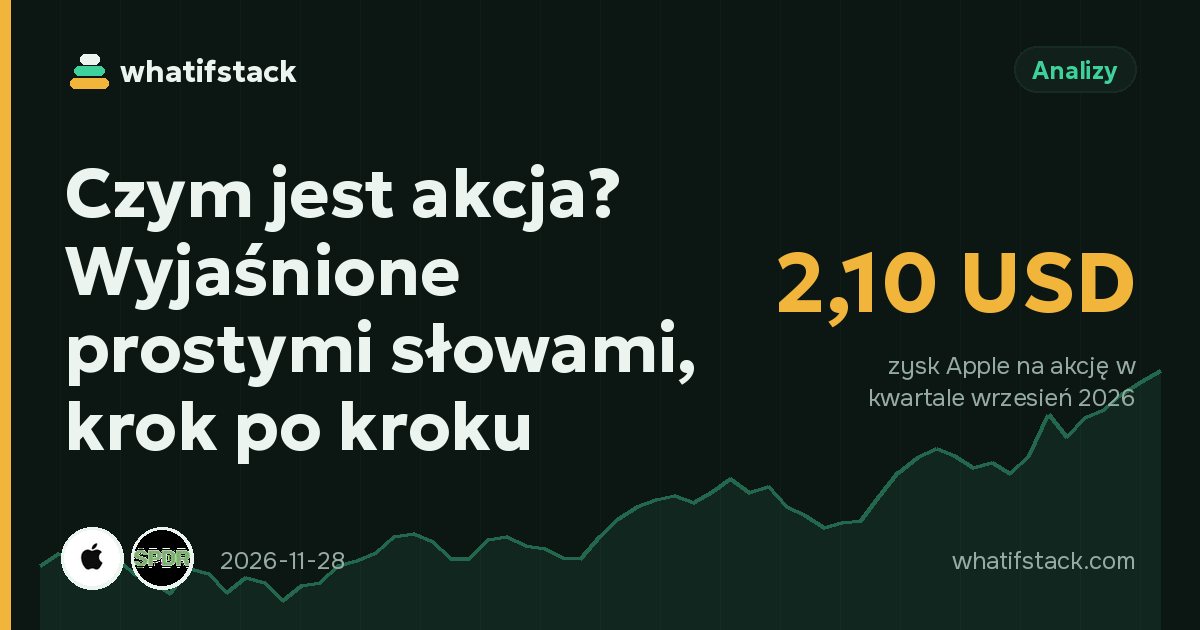 whatifstack
Analizy
Czym jest akcja?
Wyjaśnione
prostymi słowami,
krok po kroku
2,10 USD
zysk Apple na akcję w
kwartale wrzesień 2026
SPDR
2026-11-28
whatifstack.com